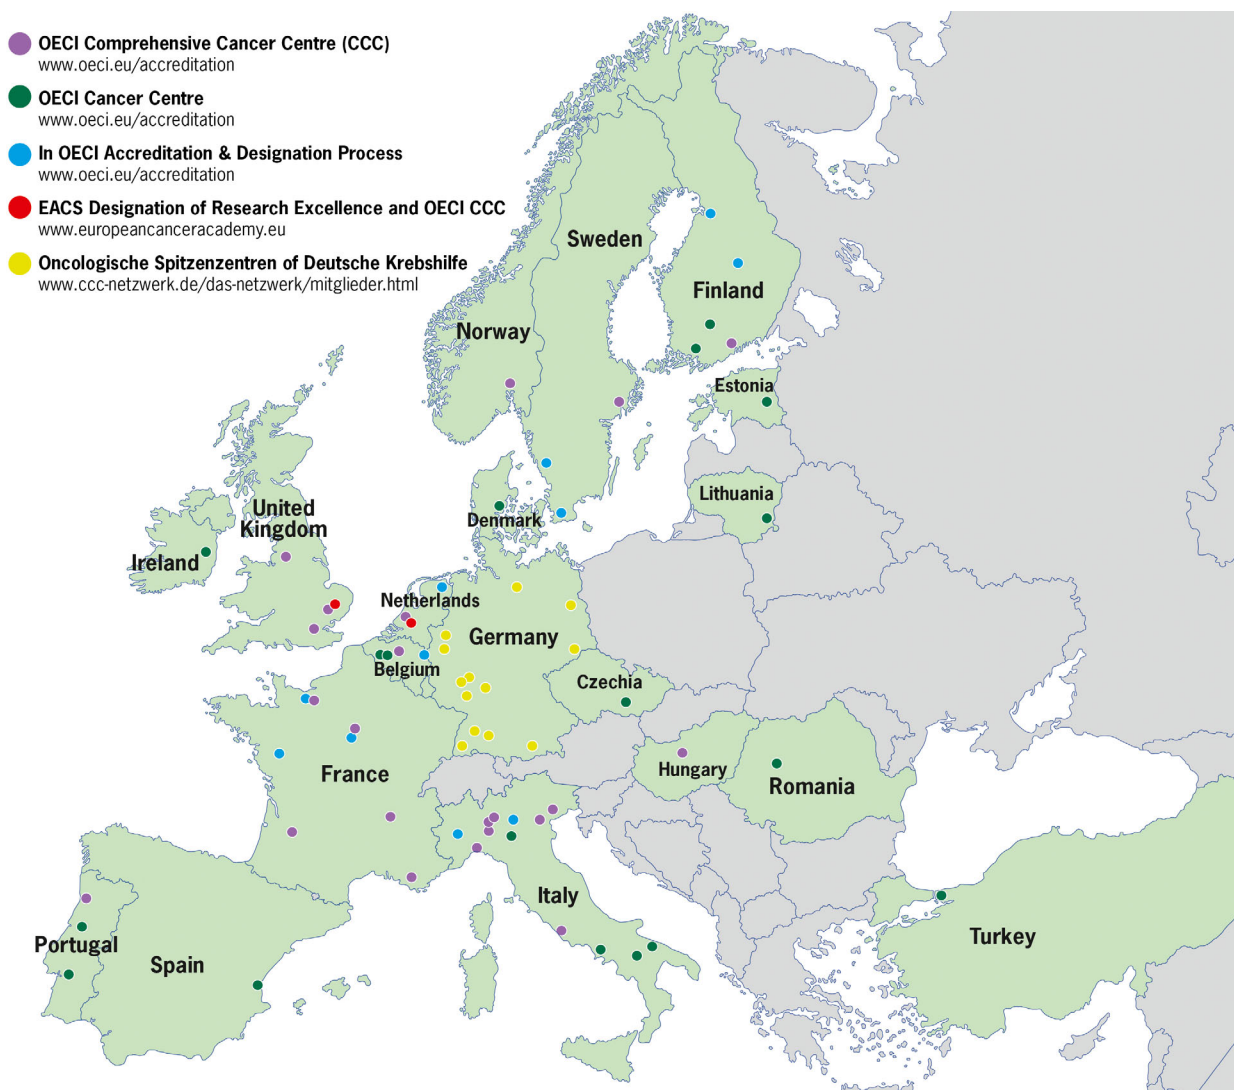 OECI Comprehensive Cancer Centre (CCC)
www.oeci.eu/accreditation
OECI Cancer Centre
www.oeci.eu/accreditation
In OECI Accreditation & Designation Process
www.oeci.eu/accreditation
EACS Designation of Research Excellence and OECI CCC
www.europeancanceracademy.eu
Oncologische Spitzenzentren of Deutsche Krebshilfe
www.ccc-netzwerk.de/das-netzwerk/mitglieder.html
Sweden
Finland
Norway
Estonia
Lithuania
United
Kingdom
Denmark
Ireland
Netherlands
Germany
Belgium
Czechia
France
Hungary
Romania
Italy
Portugal
Spain
Turkey